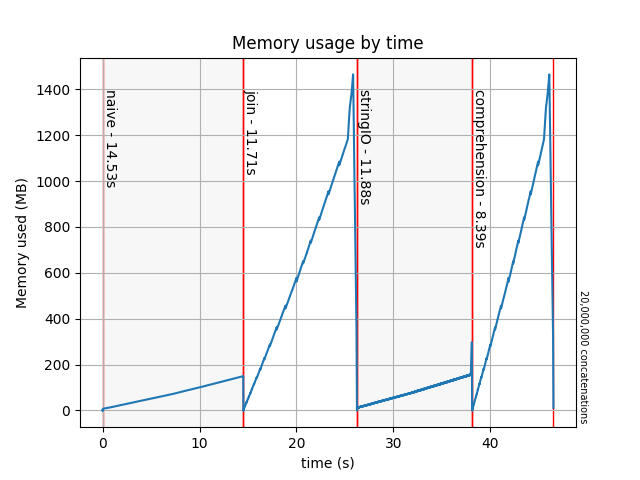 Memory usage by time
Memory used (MB)
1400
1200
1000
800
600
400
200
0
naive - 14.53s
join - 11.71s
stringIO - 11.88s
comprehension - 8.39s
20,000,000 concatenations
0
10
20
30
40
time (s)